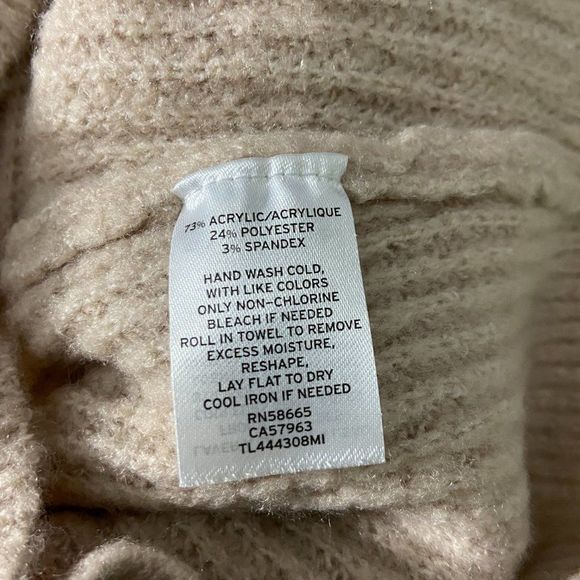 73% ACRYLIC/ACRYLIQUE
24% POLYESTER
3% SPANDEX
HAND WASH COLD,
WITH LIKE COLORS
ONLY NON-CHLORINE
BLEACH IF NEEDED
ROLL IN TOWEL TO REMOVE
EXCESS MOISTURE,
RESHAPE,
LAY FLAT TO DRY
COOL IRON IF NEEDED
RN58665
CA57963
TL444308MI